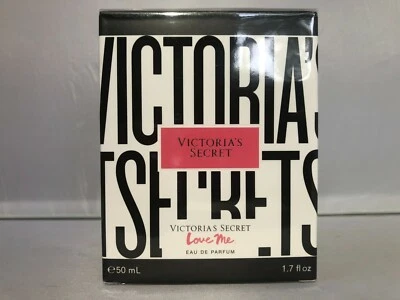 VICTORIA'S
VICTORIA'S
SECRET
SECRETS
VICTORIA'S SECRET
Love Me
EAU DE PARFUM
℮50 mL 1.7 fl oz